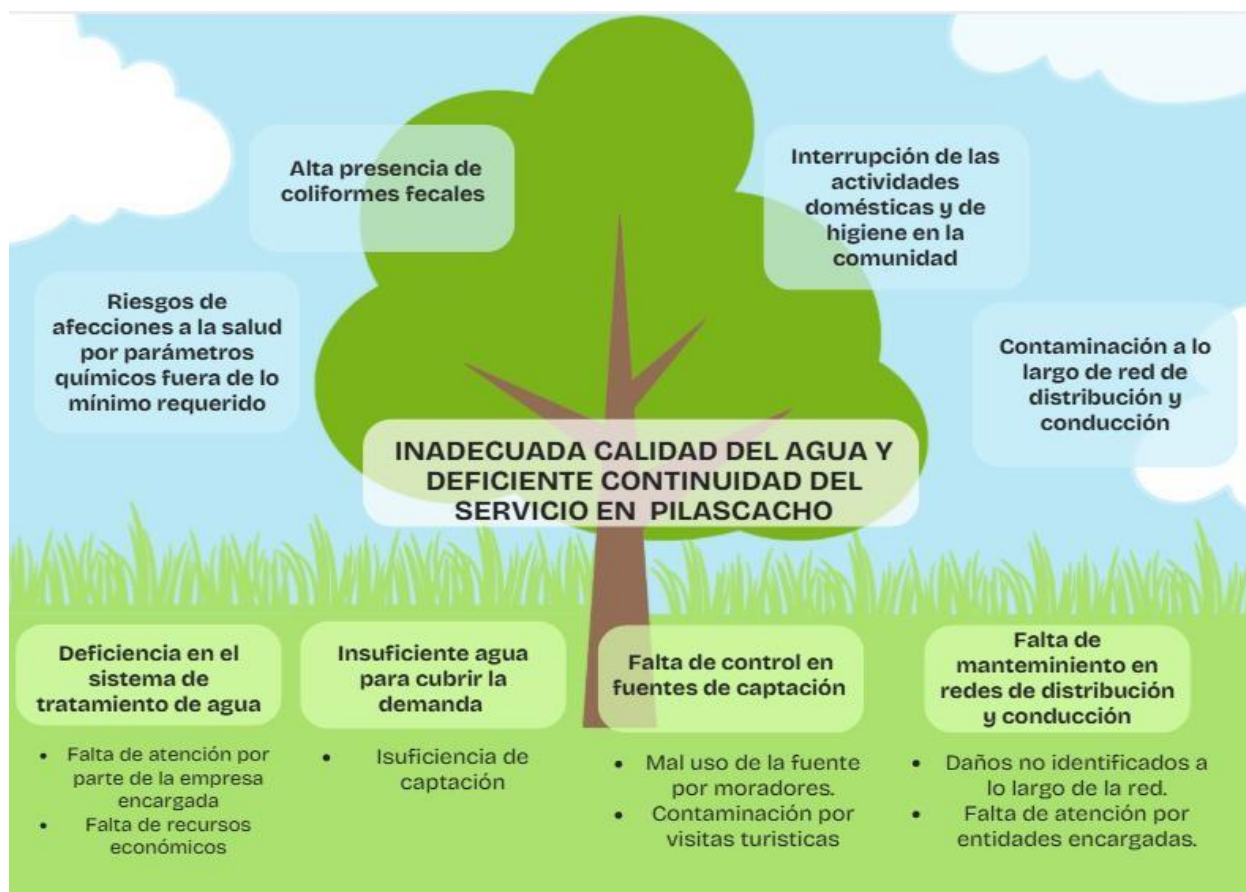 Alta presencia de
coliformes fecales
Interrupción de las
actividades
domésticas y de
higiene en la
comunidad
Riesgos de
afecciones a la salud
por parámetros
químicos fuera de lo
mínimo requerido
Contaminación a lo
largo de red de
distribución y
conducción
INADECUADA CALIDAD DEL AGUA Y
DEFICIENTE CONTINUIDAD DEL
SERVICIO EN PILASCACHO
Deficiencia en el
sistema de
tratamiento de agua
• Falta de atención por
parte de la empresa
encargada
• Falta de recursos
económicos
Insuficiente agua
para cubrir la
demanda
• Isuficiencia de
captación
Falta de control en
fuentes de captación
• Mal uso de la fuente
por moradores.
• Contaminación por
visitas turisticas
Falta de
manteminiento en
redes de distribución
y conducción
• Daños no identificados a
lo largo de la red.
• Falta de atención por
entidades encargadas.